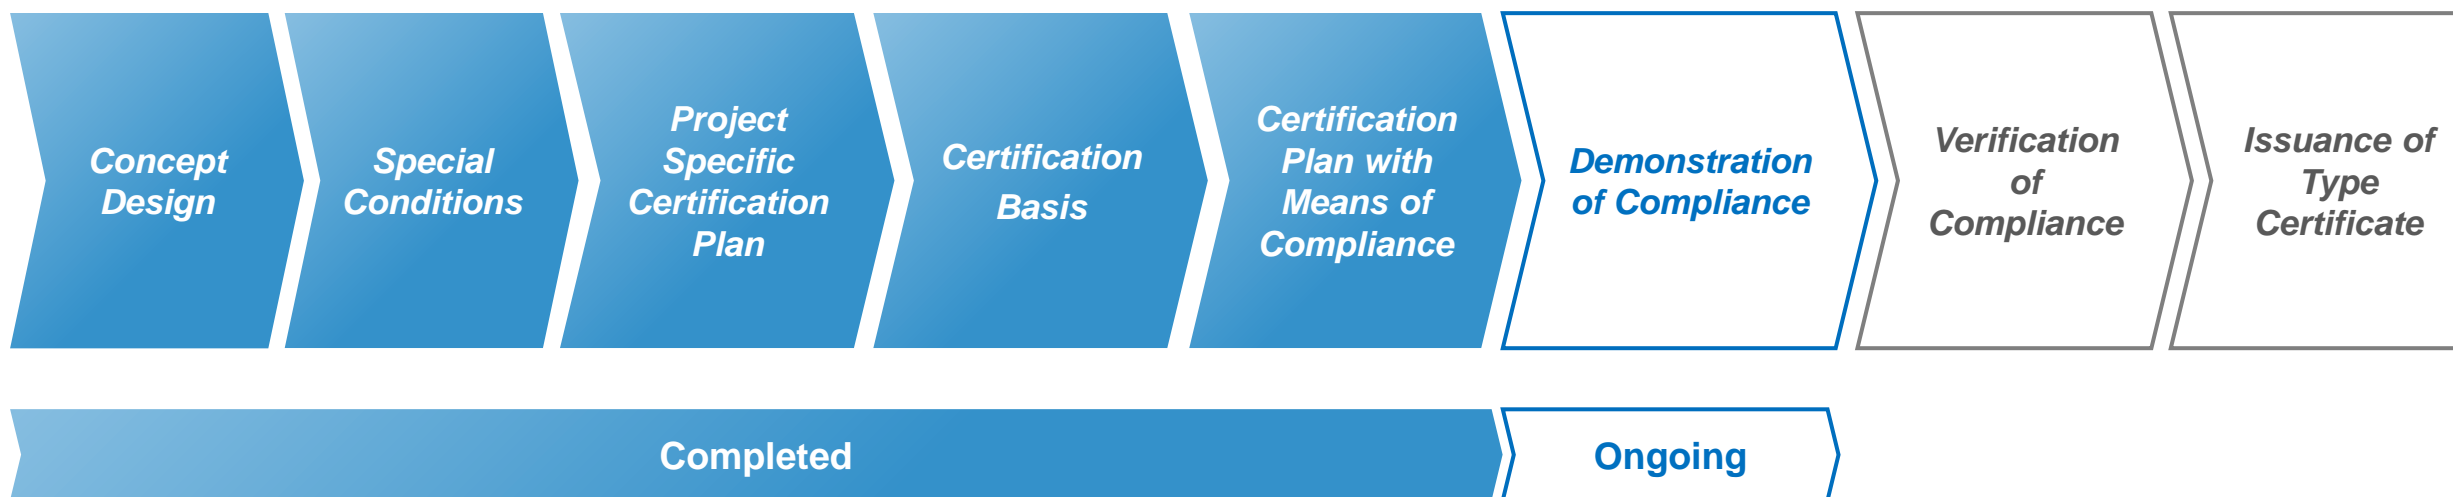 Concept
Design
Special
Conditions
Project
Specific
Certification
Plan
Certification
Basis
Certification
Plan with
Means of
Compliance
Demonstration
of Compliance
Verification
of
Compliance
Issuance of
Type
Certificate
Completed
Ongoing